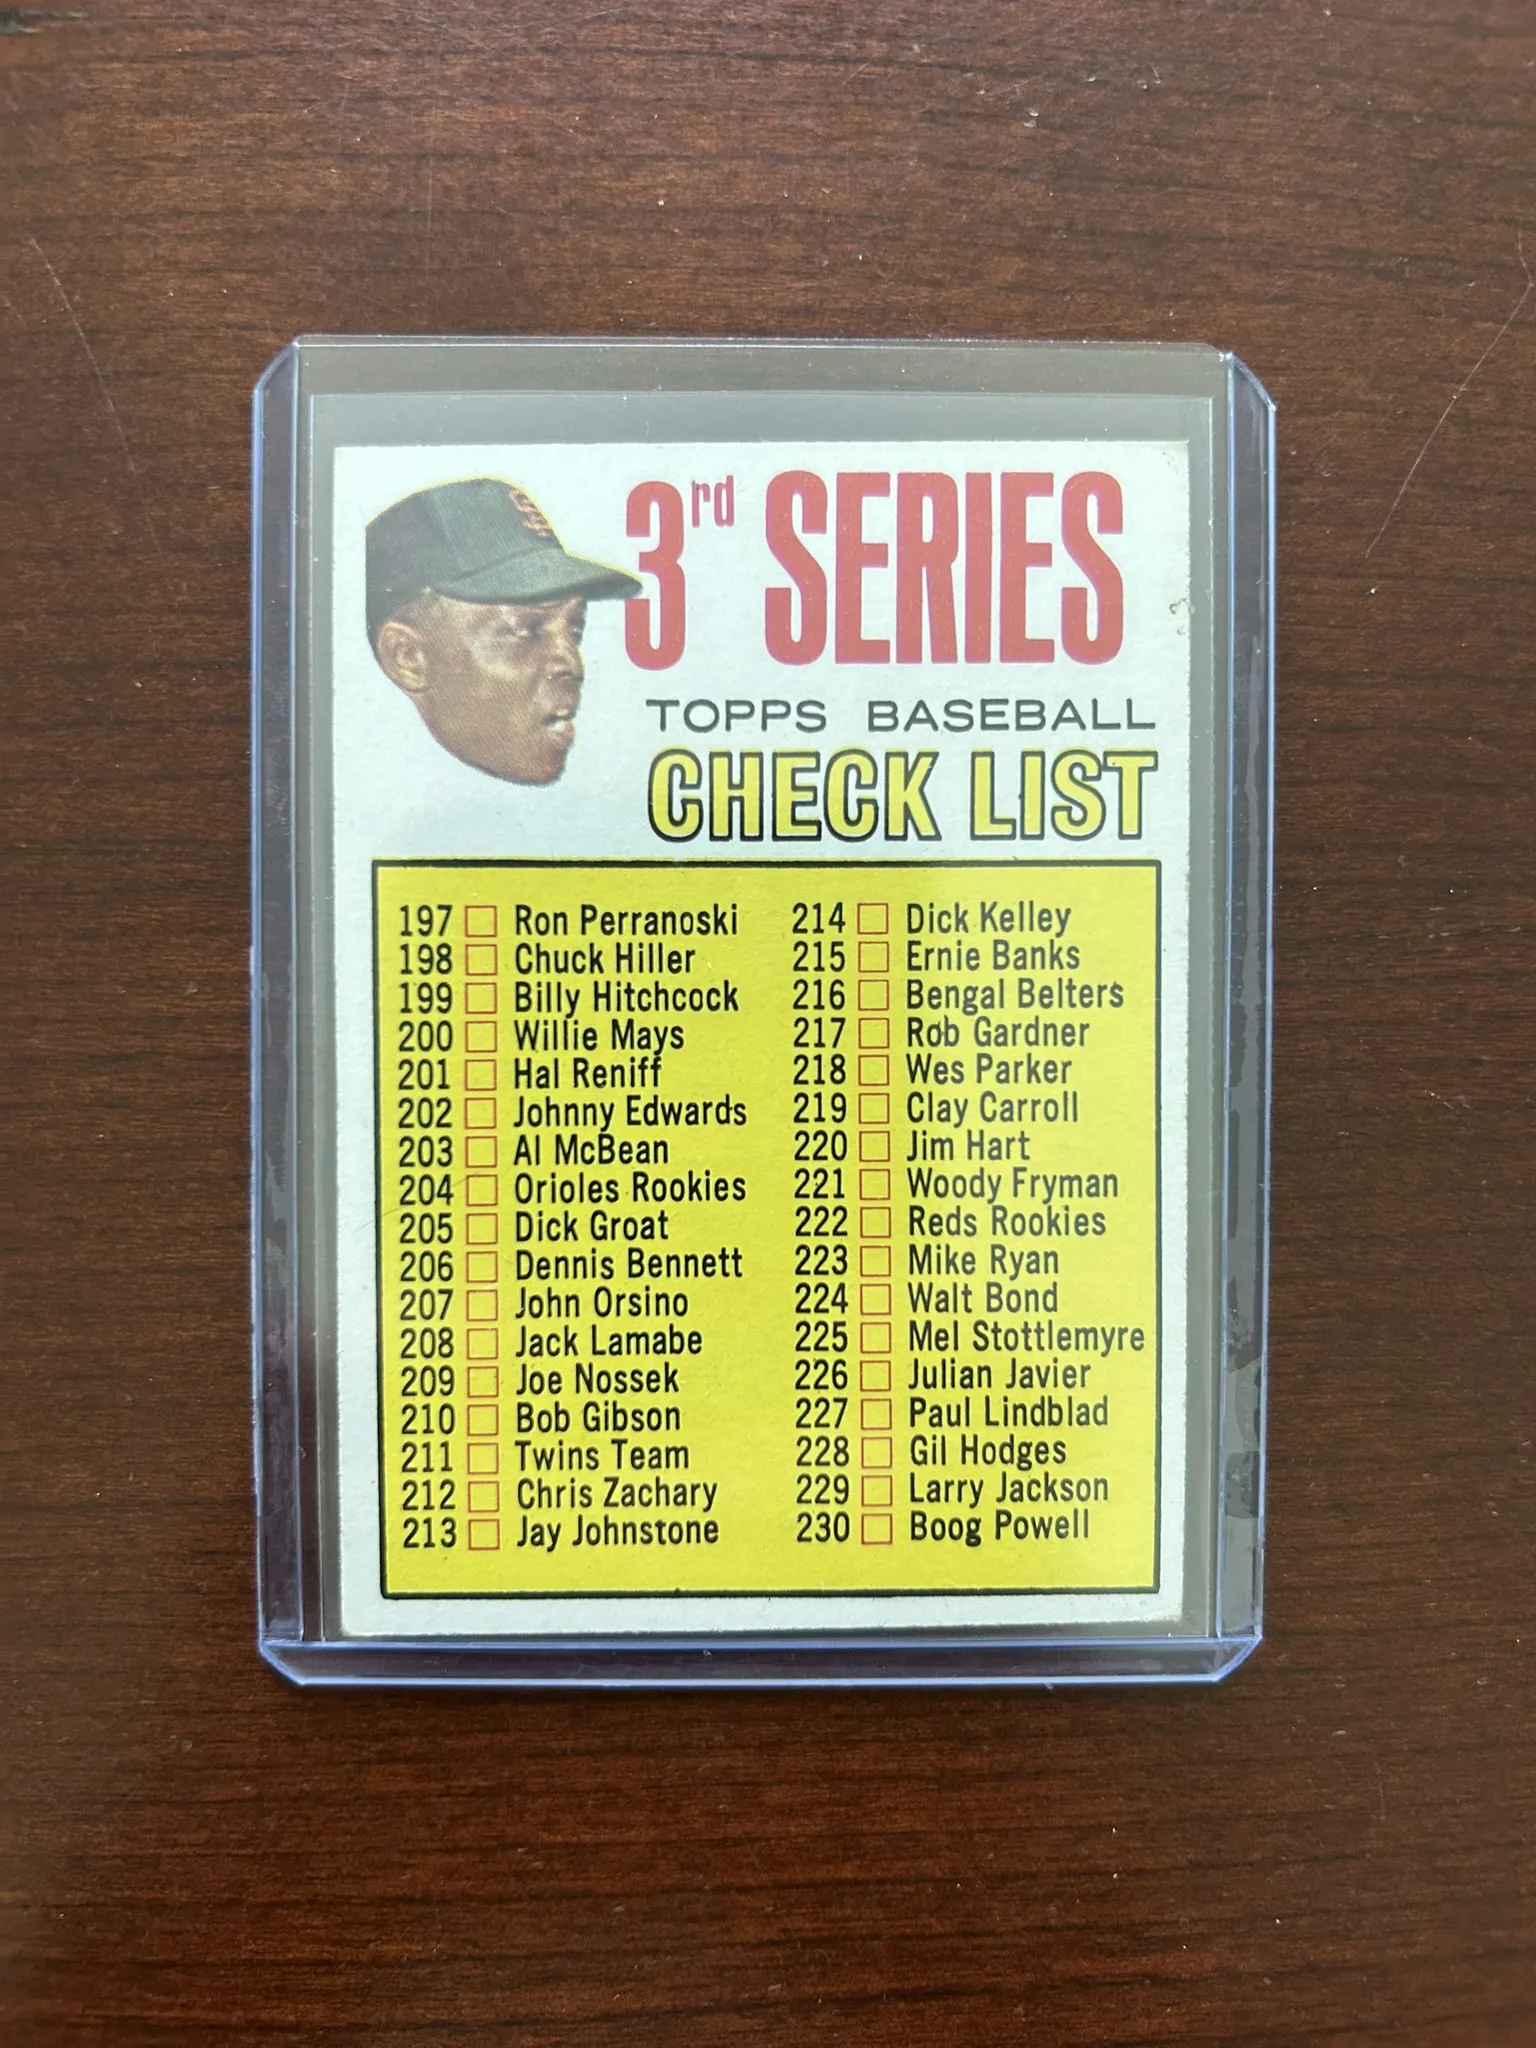 SF
3rd SERIES
TOPPS BASEBALL
CHECK LIST
197 Ron Perranoski
198 Chuck Hiller
199 Billy Hitchcock
200 Willie Mays
201 Hal Reniff
202 Johnny Edwards
203 Al McBean
204 Orioles Rookies
205 Dick Groat
206 Dennis Bennett
207 John Orsino
208 Jack Lamabe
209 Joe Nossek
210 Bob Gibson
211 Twins Team
212 Chris Zachary
213 Jay Johnstone
214 Dick Kelley
215 Ernie Banks
216 Bengal Belters
217 Rob Gardner
218 Wes Parker
219 Clay Carroll
220 Jim Hart
221 Woody Fryman
222 Reds Rookies
223 Mike Ryan
224 Walt Bond
225 Mel Stottlemyre
226 Julian Javier
227 Paul Lindblad
228 Gil Hodges
229 Larry Jackson
230 Boog Powell